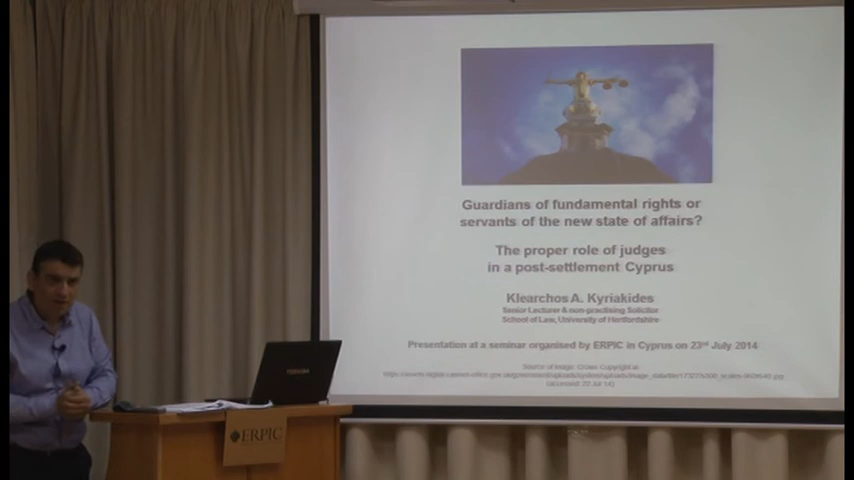 Guardians of fundamental rights or
servants of the new state of affairs?
The proper role of judges
in a post-settlement Cyprus
Klearchos A. Kyriakides
Senior Lecturer & non-practising Solicitor
School of Law, University of Hertfordshire
Presentation at a seminar organised by ERPIC in Cyprus on 23rd July 2014
Source of image: Crown Copyright at
TOSHIBA
ERPIC